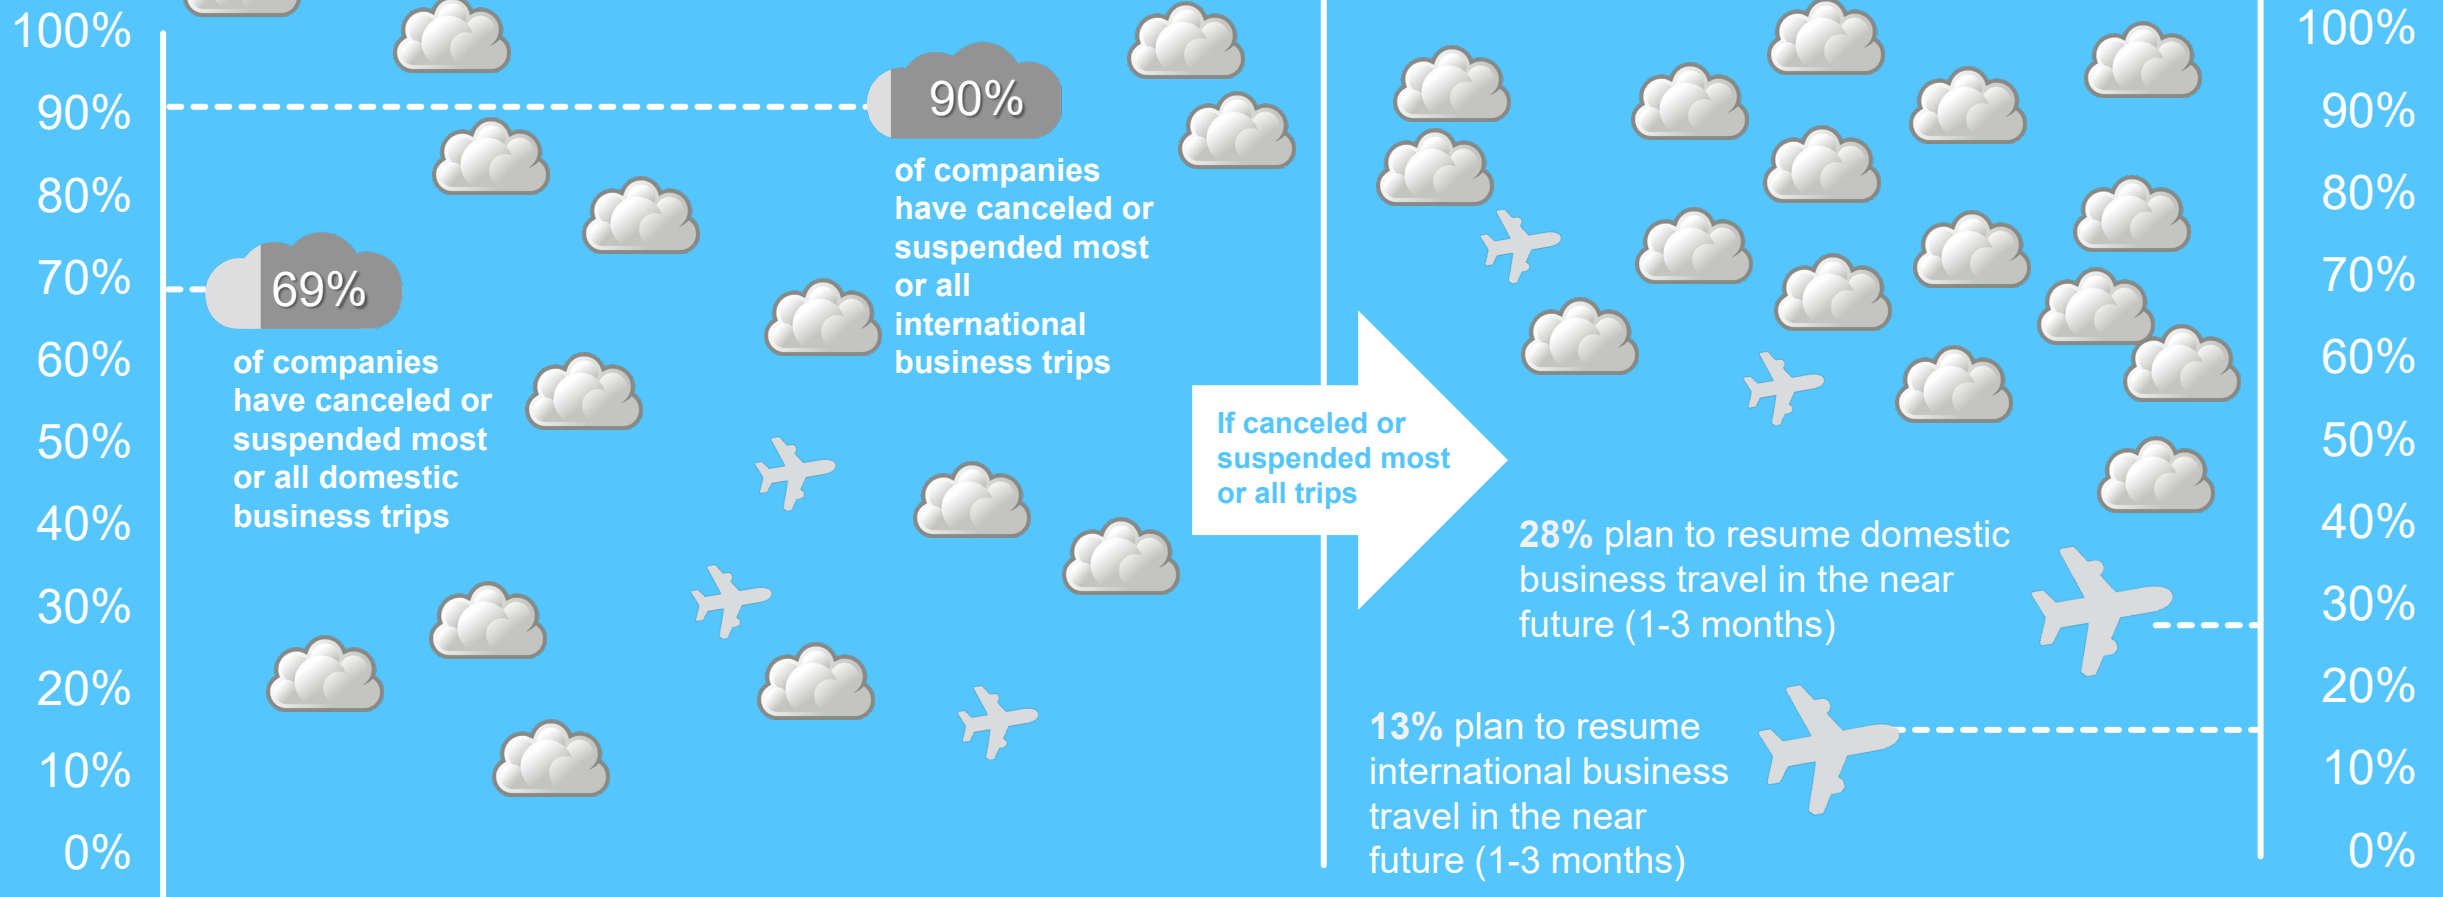 100%
90%
80%
70%
60%
50%
40%
30%
20%
10%
0%
69%
of companies
have canceled or
suspended most
or all domestic
business trips
90%
of companies
have canceled or
suspended most
or all
international
business trips
If canceled or
suspended most
or all trips
28% plan to resume domestic
business travel in the near
future (1-3 months)
13% plan to resume
international business
travel in the near
future (1-3 months)
100%
90%
80%
70%
60%
50%
40%
30%
20%
10%
0%